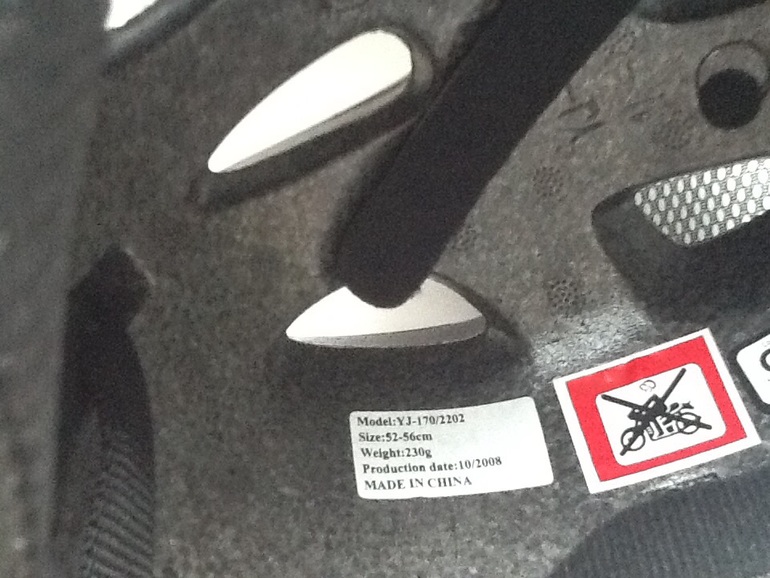 Model:YJ-170/2202
Size:52-56cm
Weight:230g
Production date:10/2008
MADE IN CHINA